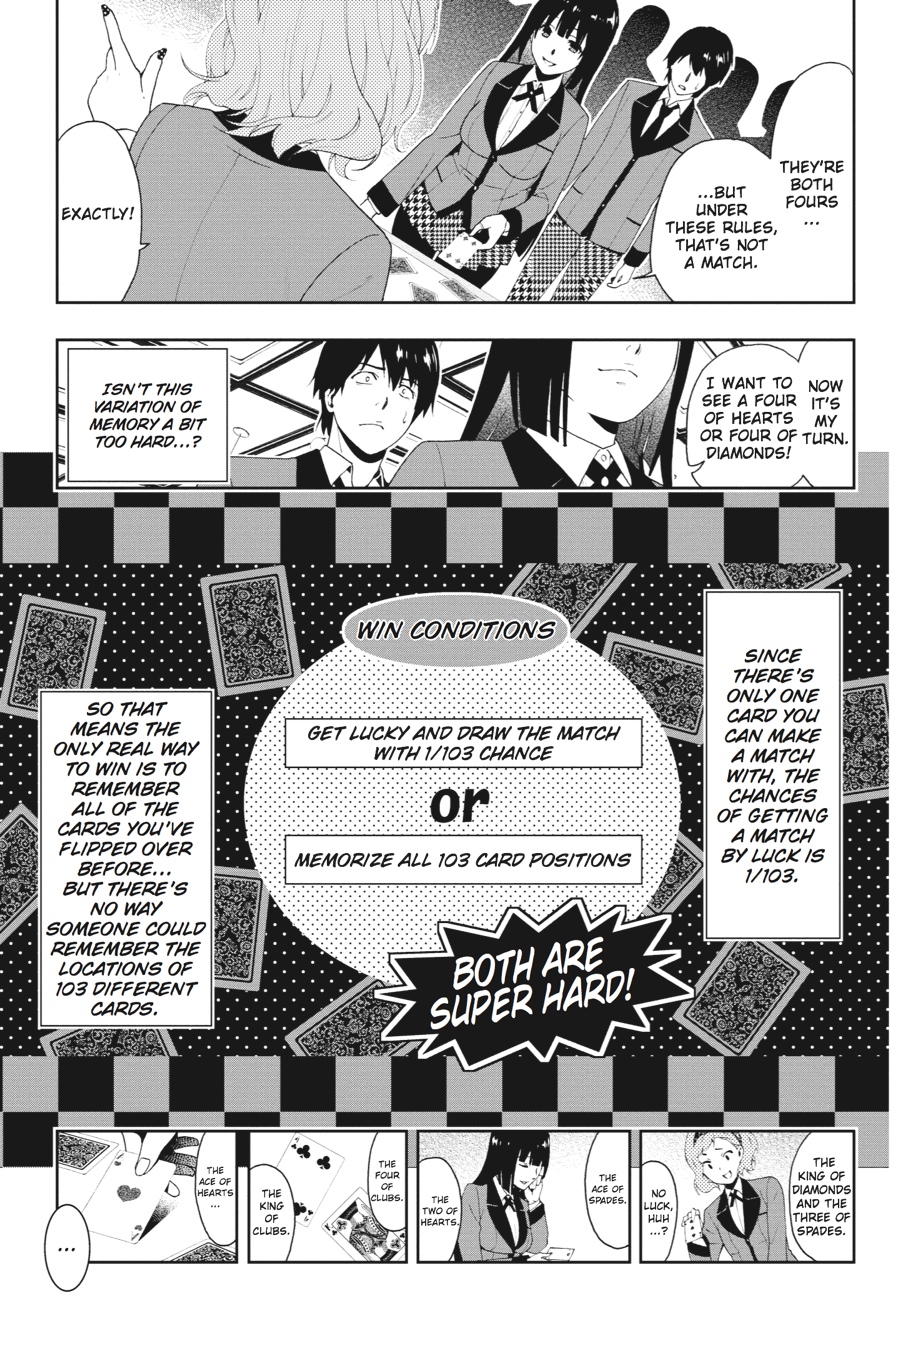 THEY'RE
BOTH
FOURS
...
...BUT
UNDER
THESE RULES,
THAT'S NOT
A MATCH.
EXACTLY!
NOW
IT'S
MY
TURN.
I WANT TO
SEE A FOUR
OF HEARTS
OR FOUR OF
DIAMONDS!
ISN'T THIS
VARIATION OF
MEMORY A BIT
TOO HARD...?
SINCE
THERE'S
ONLY ONE
CARD YOU
CAN MAKE
A MATCH
WITH, THE
CHANCES
OF GETTING
A MATCH
BY LUCK IS
1/103.
WIN CONDITIONS
GET LUCKY AND DRAW THE MATCH
WITH 1/103 CHANCE
or
MEMORIZE ALL 103 CARD POSITIONS
BOTH ARE
SUPER HARD!
SO THAT
MEANS THE
ONLY REAL WAY
TO WIN IS TO
REMEMBER
ALL OF THE
CARDS YOU'VE
FLIPPED OVER
BEFORE...
BUT THERE'S
NO WAY
SOMEONE COULD
REMEMBER THE
LOCATIONS OF
103 DIFFERENT
CARDS.
THE
KING OF
DIAMONDS
AND THE
THREE OF
SPADES.
NO
LUCK,
HUH
...?
THE
ACE OF
SPADES.
THE
TWO OF
HEARTS.
THE
FOUR
OF
CLUBS.
THE
KING
OF
CLUBS.
THE
ACE OF
HEARTS
...
...